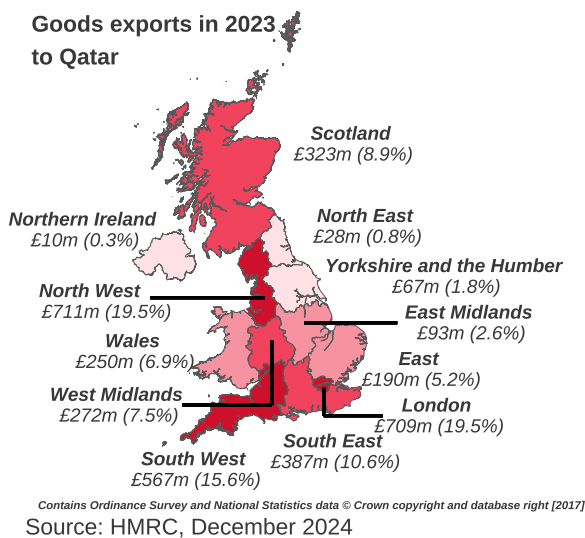 Goods exports in 2023
to Qatar
Scotland
£323m (8.9%)
Northern Ireland
£10m (0.3%)
North East
£28m (0.8%)
Yorkshire and the Humber
£67m (1.8%)
North West
£711m (19.5%)
East Midlands
£93m (2.6%)
Wales
£250m (6.9%)
East
£190m (5.2%)
West Midlands
£272m (7.5%)
London
£709m (19.5%)
South East
£387m (10.6%)
South West
£567m (15.6%)
Contains Ordinance Survey and National Statistics data © Crown copyright and database right [2017]
Source: HMRC, December 2024